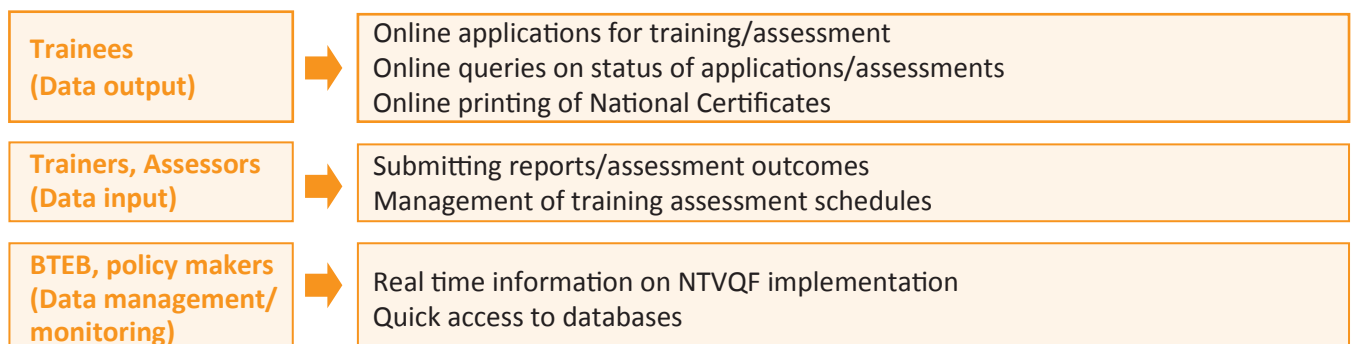 Trainees
(Data output)
Online applications for training/assessment
Online queries on status of applications/assessments
Online printing of National Certificates
Trainers, Assessors
(Data input)
Submitting reports/assessment outcomes
Management of training assessment schedules
BTEB, policy makers
(Data management/
monitoring)
Real time information on NTVQF implementation
Quick access to databases